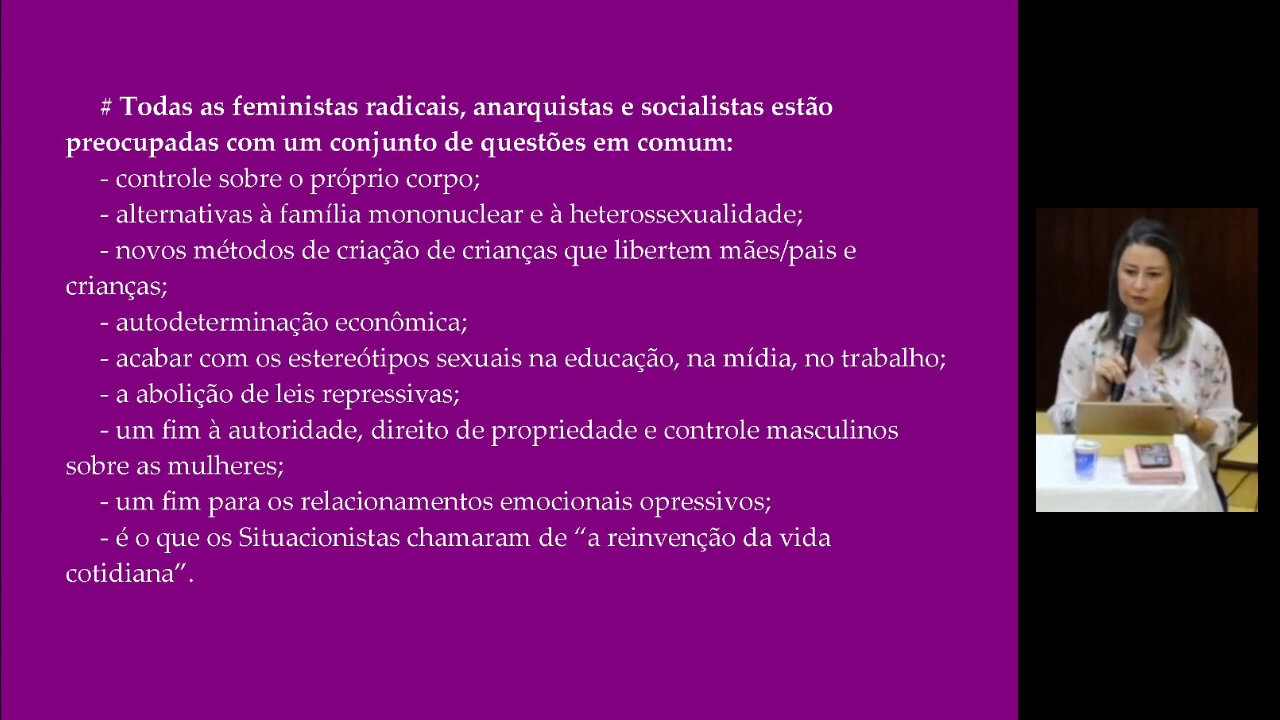 # Todas as feministas radicais, anarquistas e socialistas estão
preocupadas com um conjunto de questões em comum:
- controle sobre o próprio corpo;
- alternativas à família mononuclear e à heterossexualidade;
- novos métodos de criação de crianças que libertem mães/pais e
crianças;
- autodeterminação econômica;
- acabar com os estereótipos sexuais na educação, na mídia, no trabalho;
- a abolição de leis repressivas;
- um fim à autoridade, direito de propriedade e controle masculinos
sobre as mulheres;
- um fim para os relacionamentos emocionais opressivos;
- é o que os Situacionistas chamaram de “a reinvenção da vida
cotidiana”.